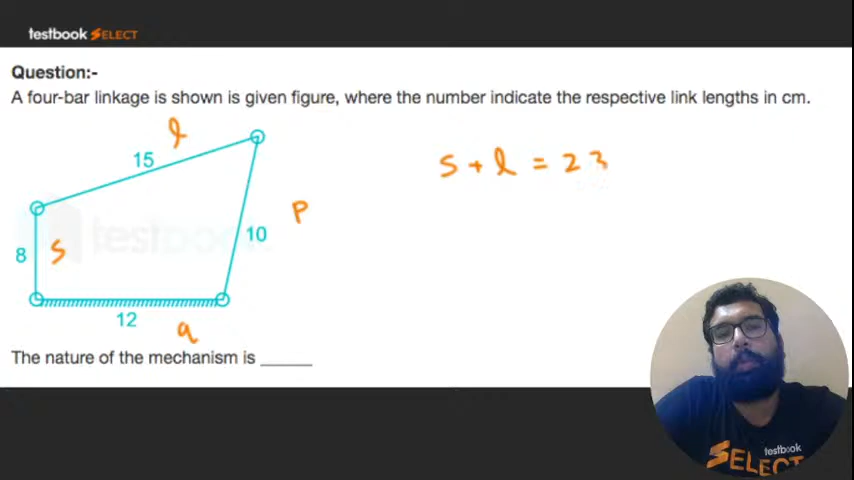 testbook SELECT
Question:-
A four-bar linkage is shown is given figure, where the number indicate the respective link lengths in cm.
l
15
s + l = 23
P
testbook
10
8
s
12
q
The nature of the mechanism is ______
testbook
SELECT